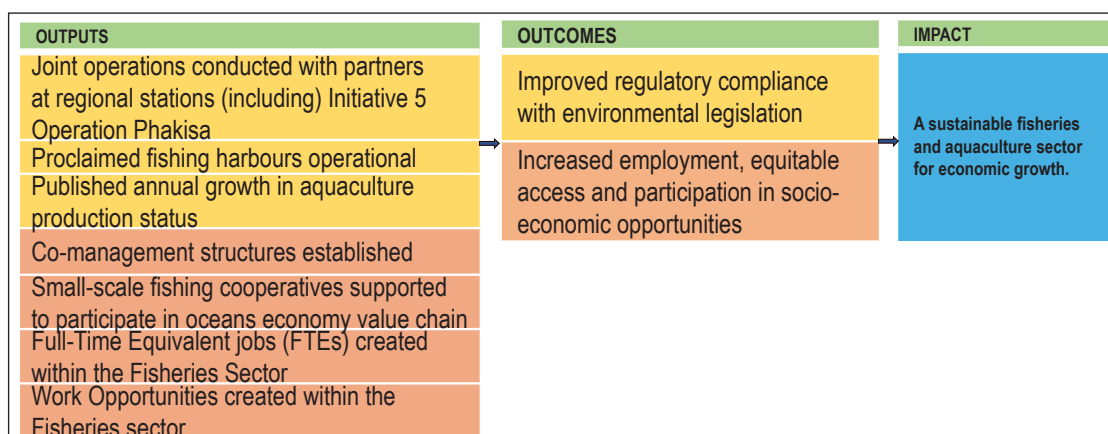 OUTPUTS
Joint operations conducted with partners
at regional stations (including) Initiative 5
Operation Phakisa
Proclaimed fishing harbours operational
Published annual growth in aquaculture
production status
Co-management structures established
Small-scale fishing cooperatives supported
to participate in oceans economy value chain
Full-Time Equivalent jobs (FTEs) created
within the Fisheries Sector
Work Opportunities created within the
Fisheries sector
OUTCOMES
Improved regulatory compliance
with environmental legislation
Increased employment, equitable
access and participation in socio-
economic opportunities
IMPACT
A sustainable fisheries
and aquaculture sector
for economic growth.